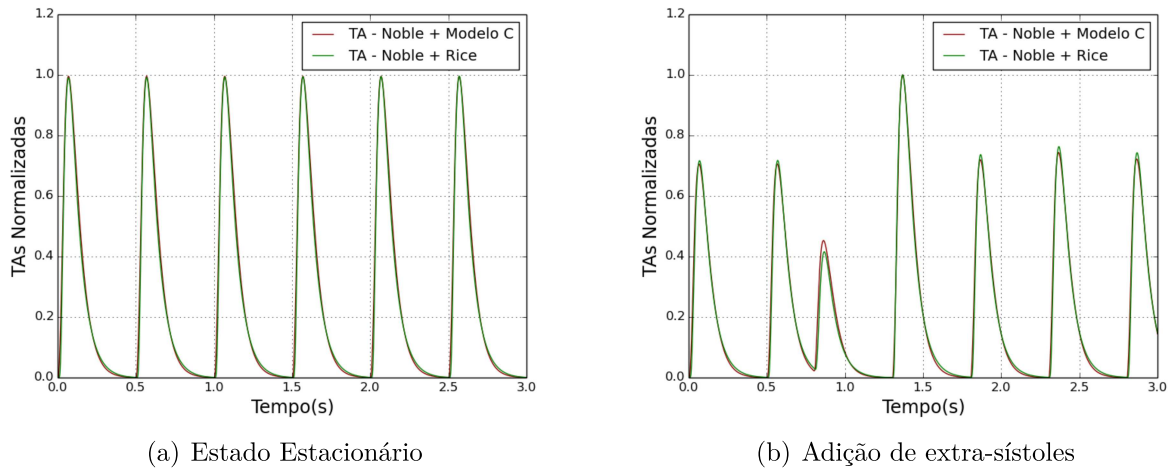 1.2
1.0
0.8
0.6
0.4
0.2
0.0
TAs Normalizadas
TA - Noble + Modelo C
TA - Noble + Rice
0.0 0.5 1.0 1.5 2.0 2.5 3.0
Tempo(s)
(a) Estado Estacionário
1.2
1.0
0.8
0.6
0.4
0.2
0.0
TAs Normalizadas
TA - Noble + Modelo C
TA - Noble + Rice
0.0 0.5 1.0 1.5 2.0 2.5 3.0
Tempo(s)
(b) Adição de extra-sístoles